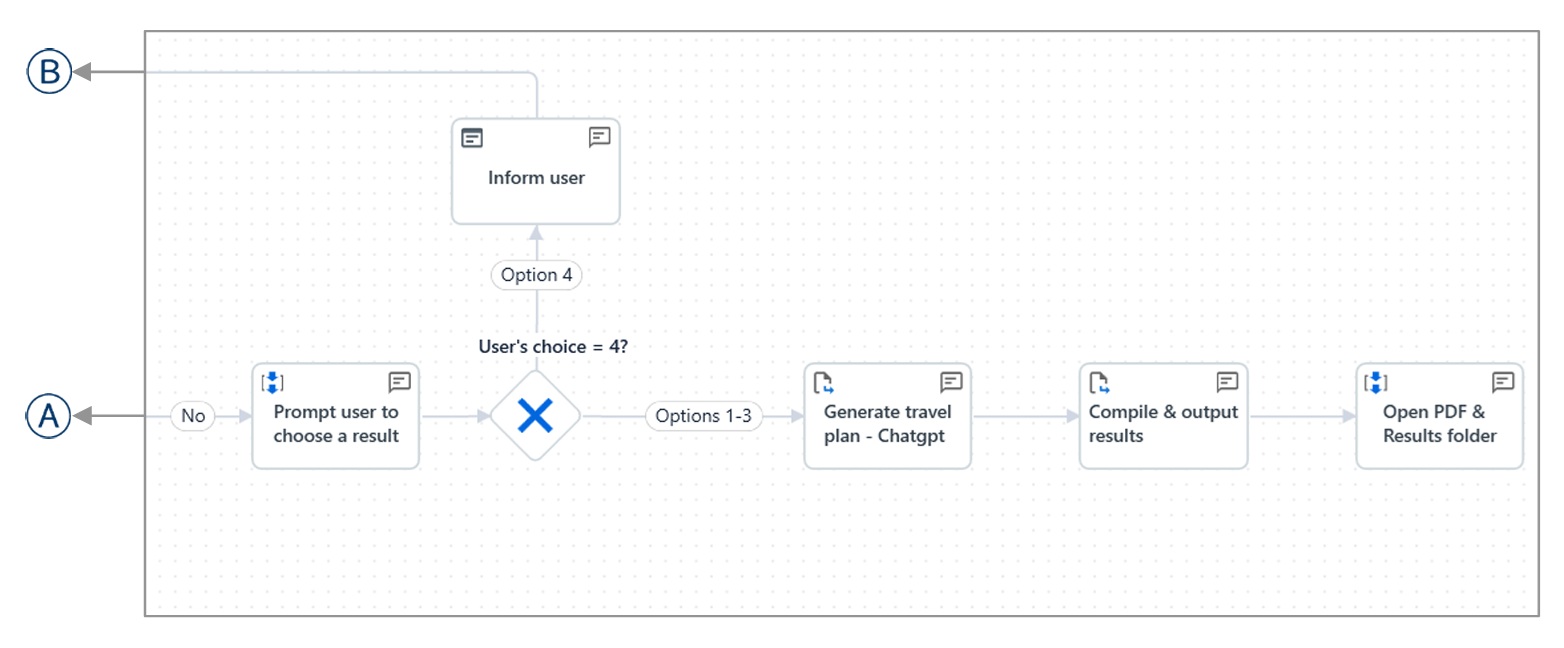 B
Inform user
Option 4
User's choice = 4?
A
No
Prompt user to
choose a result
Options 1-3
Generate travel
plan - Chatgpt
Compile & output
results
Open PDF &
Results folder